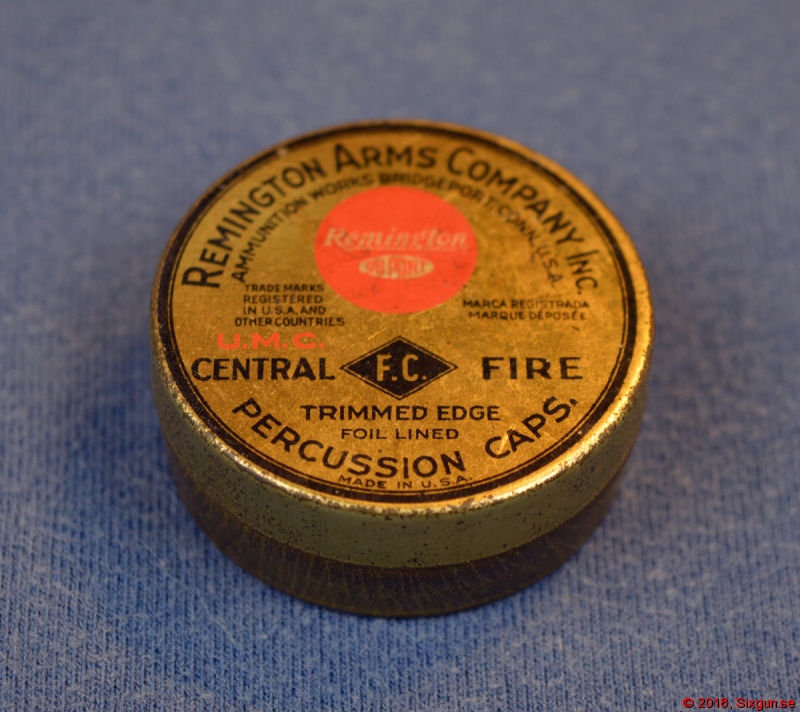 REMINGTON ARMS COMPANY, INC.
AMMUNITION WORKS BRIDGEPORT, CONN. U.S.A.
Remington
DU PONT
TRADE MARKS
REGISTERED
IN U.S.A. AND
OTHER COUNTRIES
MARCA REGISTRADA
MARQUE DÉPOSÉE
U.M.C.
CENTRAL F.C. FIRE
TRIMMED EDGE
FOIL LINED
PERCUSSION CAPS.
MADE IN U.S.A.
© 2018, Sixgun.se